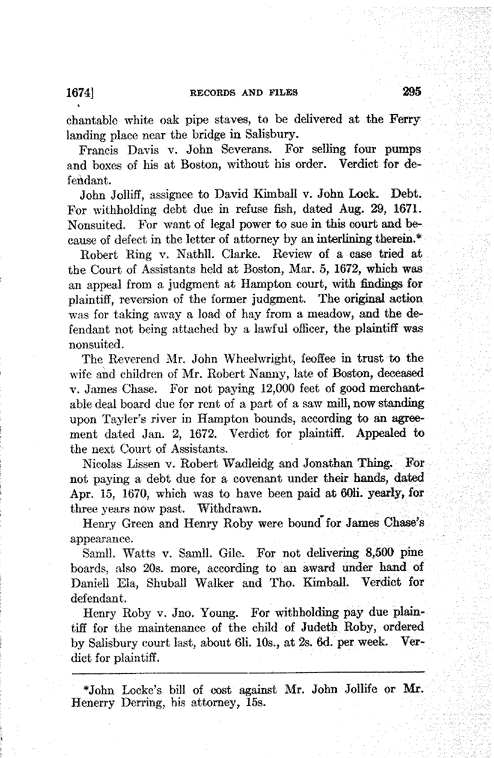 1674] RECORDS AND FILES 295
chantable white oak pipe staves, to be delivered at the Ferry
landing place near the bridge in Salisbury.
Francis Davis v. John Severans. For selling four pumps
and boxes of his at Boston, without his order. Verdict for de-
fendant.
John Jolliff, assignee to David Kimball v. John Lock. Debt.
For withholding debt due in refuse fish, dated Aug. 29, 1671.
Nonsuited. For want of legal power to sue in this court and be-
cause of defect in the letter of attorney by an interlining therein.*
Robert Ring v. Nathll. Clarke. Review of a case tried at
the Court of Assistants held at Boston, Mar. 5, 1672, which was
an appeal from a judgment at Hampton court, with findings for
plaintiff, reversion of the former judgment. The original action
was for taking away a load of hay from a meadow, and the de-
fendant not being attached by a lawful officer, the plaintiff was
nonsuited.
The Reverend Mr. John Wheelwright, feoffee in trust to the
wife and children of Mr. Robert Nanny, late of Boston, deceased
v. James Chase. For not paying 12,000 feet of good merchant-
able deal board due for rent of a part of a saw mill, now standing
upon Tayler's river in Hampton bounds, according to an agree-
ment dated Jan. 2, 1672. Verdict for plaintiff. Appealed to
the next Court of Assistants.
Nicolas Lissen v. Robert Wadleidg and Jonathan Thing. For
not paying a debt due for a covenant under their hands, dated
Apr. 15, 1670, which was to have been paid at 60li. yearly, for
three years now past. Withdrawn.
Henry Green and Henry Roby were bound for James Chase's
appearance.
Samll. Watts v. Samll. Gile. For not delivering 8,500 pine
boards, also 20s. more, according to an award under hand of
Daniell Ela, Shuball Walker and Tho. Kimball. Verdict for
defendant.
Henry Roby v. Jno. Young. For withholding pay due plain-
tiff for the maintenance of the child of Judeth Roby, ordered
by Salisbury court last, about 6li. 10s., at 2s. 6d. per week. Ver-
dict for plaintiff.
*John Locke's bill of cost against Mr. John Jollife or Mr.
Henerry Derring, his attorney, 15s.